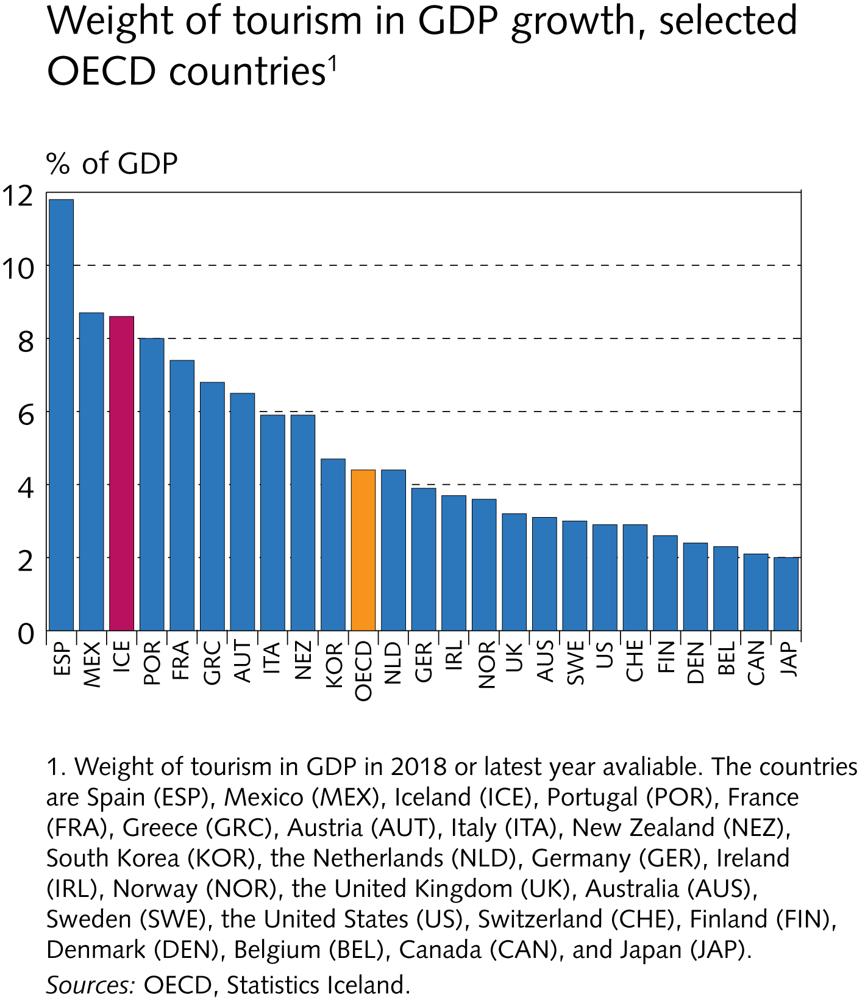 Weight of tourism in GDP growth, selected
OECD countries¹
% of GDP
12
10
8
6
4
2
0
ESP MEX ICE POR FRA GRC AUT ITA NEZ KOR OECD NLD GER IRL NOR UK AUS SWE US CHE FIN DEN BEL CAN JAP
1. Weight of tourism in GDP in 2018 or latest year avaliable. The countries
are Spain (ESP), Mexico (MEX), Iceland (ICE), Portugal (POR), France
(FRA), Greece (GRC), Austria (AUT), Italy (ITA), New Zealand (NEZ),
South Korea (KOR), the Netherlands (NLD), Germany (GER), Ireland
(IRL), Norway (NOR), the United Kingdom (UK), Australia (AUS),
Sweden (SWE), the United States (US), Switzerland (CHE), Finland (FIN),
Denmark (DEN), Belgium (BEL), Canada (CAN), and Japan (JAP).
Sources: OECD, Statistics Iceland.